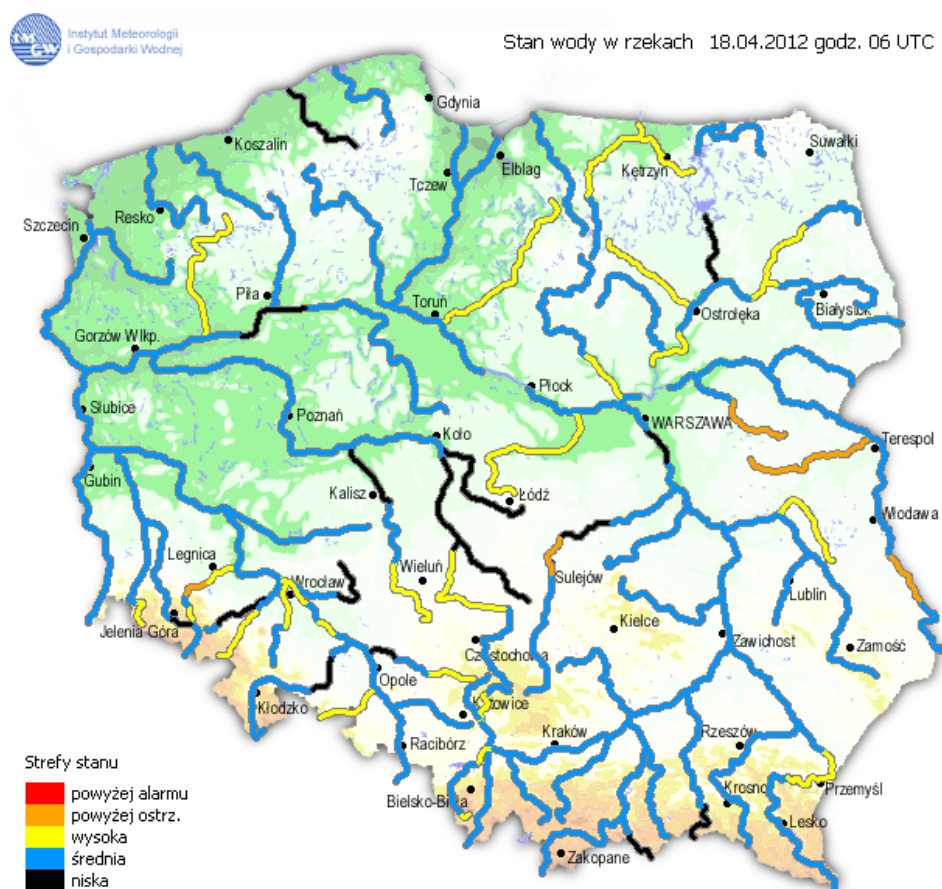 Instytut Meteorologii
i Gospodarki Wodnej
Stan wody w rzekach 18.04.2012 godz. 06 UTC
Gdynia
Koszalin
Suwałki
Elbląg
Kętrzyn
Tczew
Resko
Szczecin
Piła
Toruń
Ostrołęka
Białystok
Gorzów Wlkp.
Płock
Słubice
Poznań
WARSZAWA
Koło
Terespol
Gubin
Kalisz
Łódź
Włodawa
Legnica
Wrocław
Wieluń
Sulejów
Lublin
Jelenia Góra
Kielce
Zawichost
Zamość
Częstochowa
Opole
Kłodzko
Katowice
Racibórz
Kraków
Rzeszów
Strefy stanu
Bielsko-Biała
Krosno
Przemyśl
powyżej alarmu
powyżej ostrz.
Lesko
wysoka
średnia
Zakopane
niska